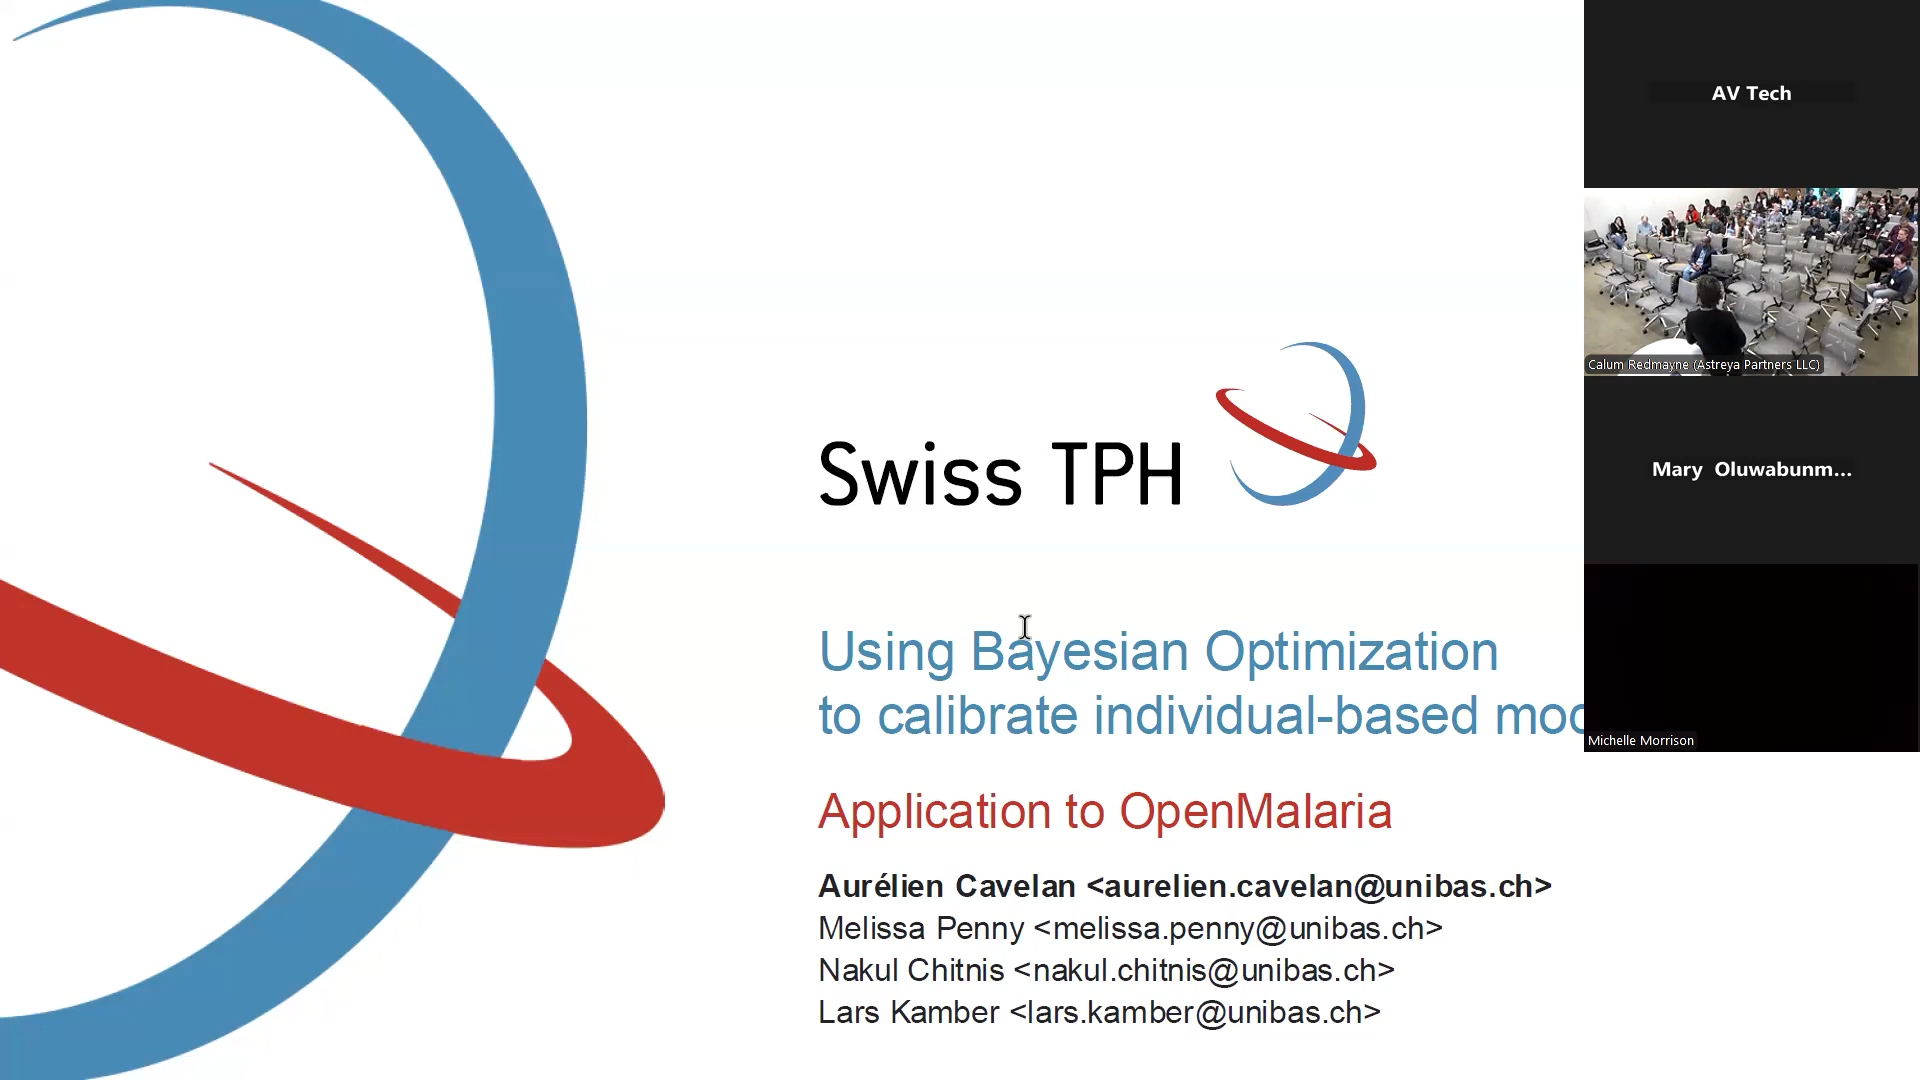 Swiss TPH
Using Bayesian Optimization
to calibrate individual-based
Application to OpenMalaria
Aurélien Cavelan <aurelien.cavelan@unibas.ch>
Melissa Penny <melissa.penny@unibas.ch>
Nakul Chitnis <nakul.chitnis@unibas.ch>
Lars Kamber <lars.kamber@unibas.ch>
AV Tech
Calum Redmayne (Astreya Partners LLC)
Mary Oluwabunm...
Michelle Morrison